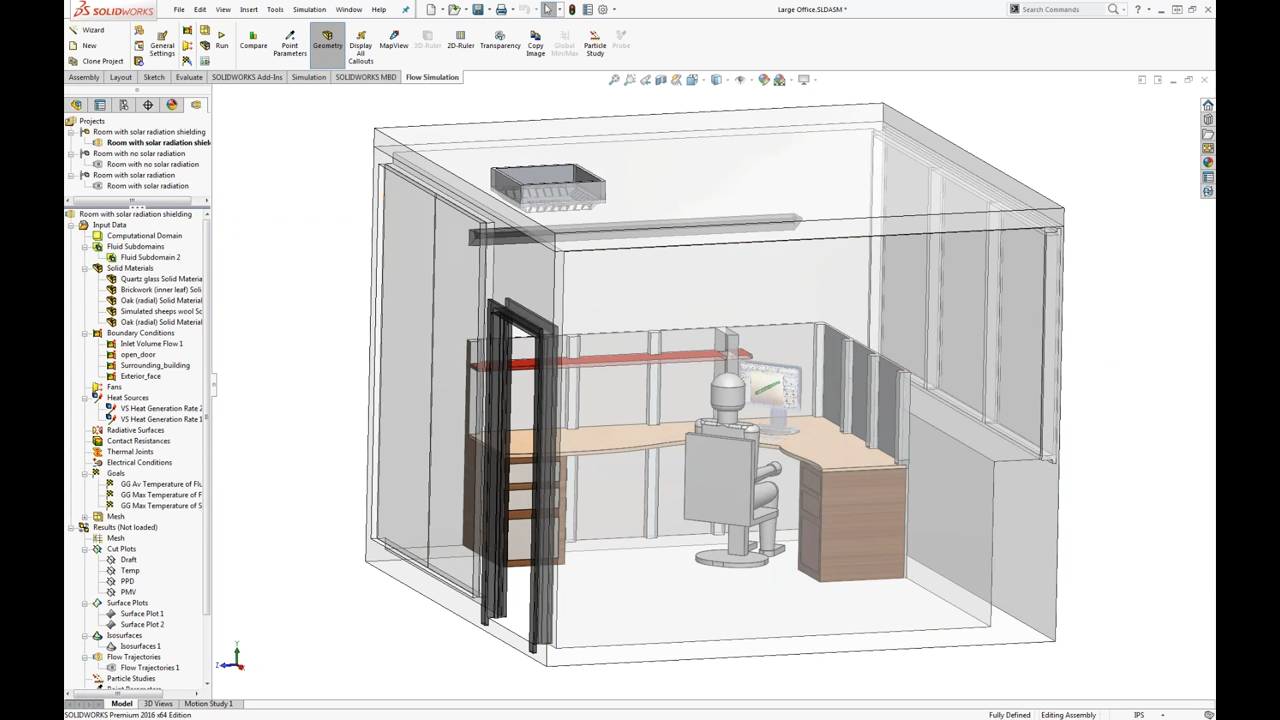 SOLIDWORKS File Edit View Insert Tools Simulation Window Help Large Office.SLDASM * Search Commands
Wizard
New
Clone Project
General Settings
Run
Compare
Point Parameters
Geometry
Display All Callouts
MapView
3D-Ruler
2D-Ruler
Transparency
Copy Image
Global Min/Max
Particle Study
Probe
Assembly Layout Sketch Evaluate SOLIDWORKS Add-Ins Simulation SOLIDWORKS MBD Flow Simulation
Projects
Room with solar radiation shielding
Room with solar radiation shiel
Room with no solar radiation
Room with no solar radiation
Room with solar radiation
Room with solar radiation
Room with solar radiation shielding
Input Data
Computational Domain
Fluid Subdomains
Fluid Subdomain 2
Solid Materials
Quartz glass Solid Materia
Brickwork (inner leaf) Soli
Oak (radial) Solid Material
Simulated sheeps wool Sc
Oak (radial) Solid Material
Boundary Conditions
Inlet Volume Flow 1
open_door
Surrounding_building
Exterior_face
Fans
Heat Sources
VS Heat Generation Rate 2
VS Heat Generation Rate 1
Radiative Surfaces
Contact Resistances
Thermal Joints
Electrical Conditions
Goals
GG Av Temperature of Flu
GG Max Temperature of F
GG Max Temperature of S
Mesh
Results (Not loaded)
Mesh
Cut Plots
Draft
Temp
PPD
PMV
Surface Plots
Surface Plot 1
Surface Plot 2
Isosurfaces
Isosurfaces 1
Flow Trajectories
Flow Trajectories 1
Particle Studies
Point Parameters
Y
Z
Model 3D Views Motion Study 1
SOLIDWORKS Premium 2016 x64 Edition Fully Defined Editing Assembly IPS